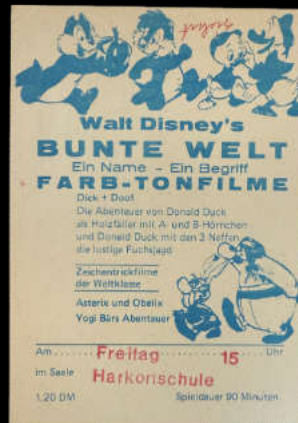 Walt Disney's
BUNTE WELT
Ein Name - Ein Begriff
FARB-TONFILME
Dick + Doof
Die Abenteuer von Donald Duck
als Holzfäller mit A- und B-Hörnchen
und Donald Duck mit den 3 Neffen
die lustige Fuchsjagd
Zeichentrickfilme
der Weltklasse
Asterix und Obelix
Yogi Bärs Abenteuer
Am ....... Freitag ........... 15 ..... Uhr
im Saale Harkortschule
1.20 DM Spieldauer 90 Minuten